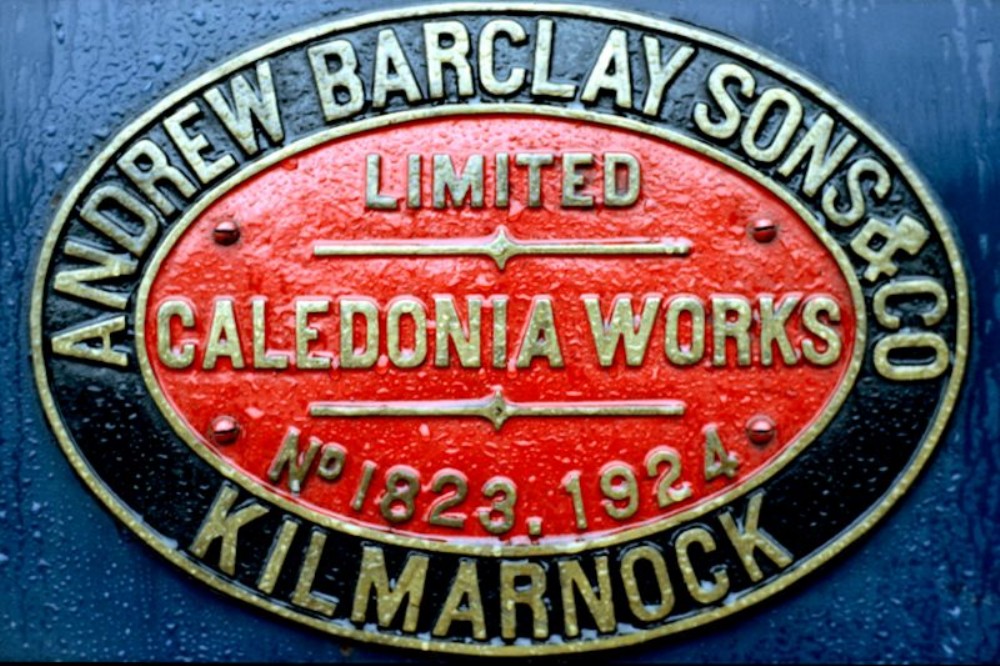 ANDREW BARCLAY SONS & CO
LIMITED
CALEDONIA WORKS
NO 1823, 1924
KILMARNOCK